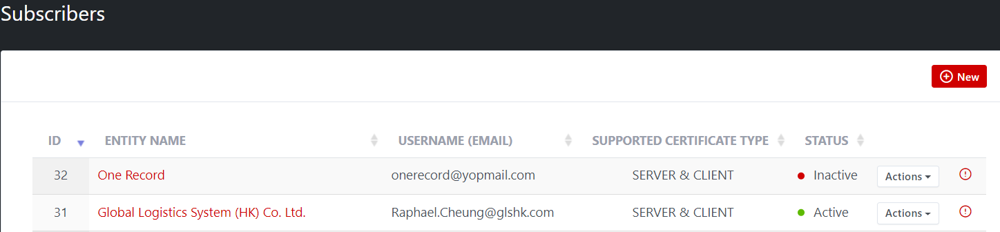 Subscribers
New
ID ENTITY NAME USERNAME (EMAIL) SUPPORTED CERTIFICATE TYPE STATUS
32 One Record onerecord@yopmail.com SERVER & CLIENT Inactive Actions
31 Global Logistics System (HK) Co. Ltd. Raphael.Cheung@glshk.com SERVER & CLIENT Active Actions